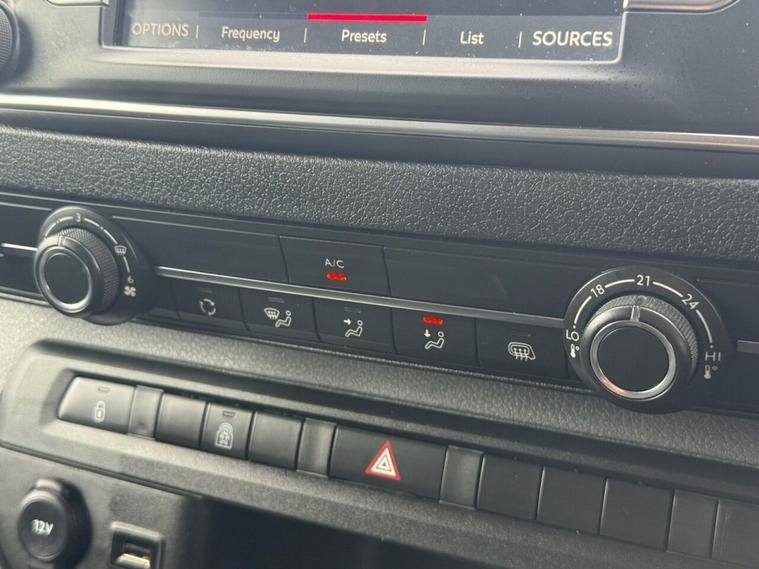 OPTIONS Frequency Presets List SOURCES
3
6
A/C
18 21 24
LO HI
12V